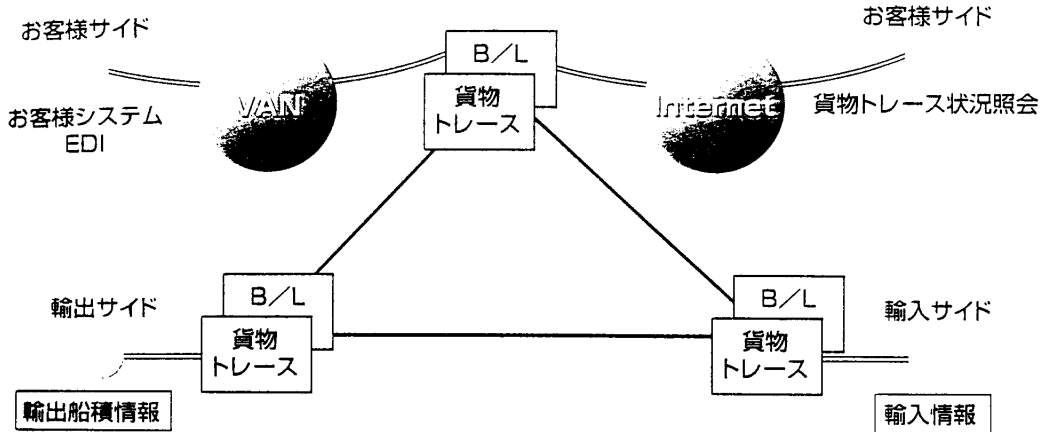 お客様サイド
お客様システム
EDI
VAN
B/L
貨物
トレース
Internet
お客様サイド
貨物トレース状況照会
輸出サイド
輸出船積情報
B/L
貨物
トレース
B/L
貨物
トレース
輸入サイド
輸入情報